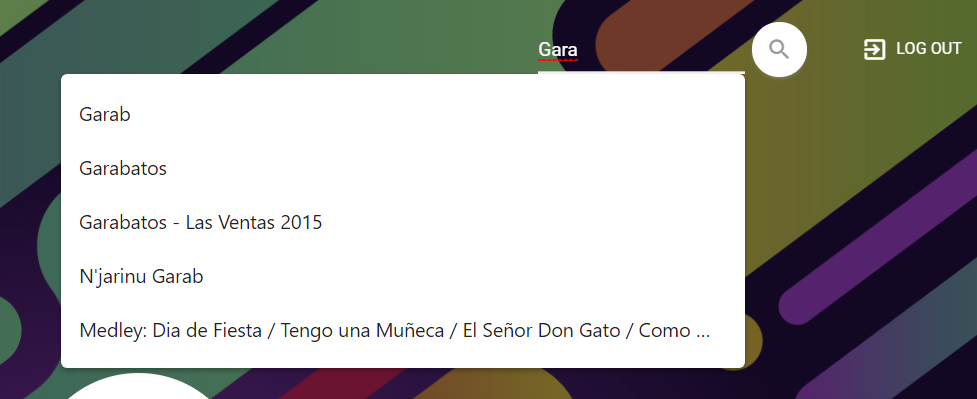 Gara
LOG OUT
Garab
Garabatos
Garabatos - Las Ventas 2015
N'jarinu Garab
Medley: Dia de Fiesta / Tengo una Muñeca / El Señor Don Gato / Como ...